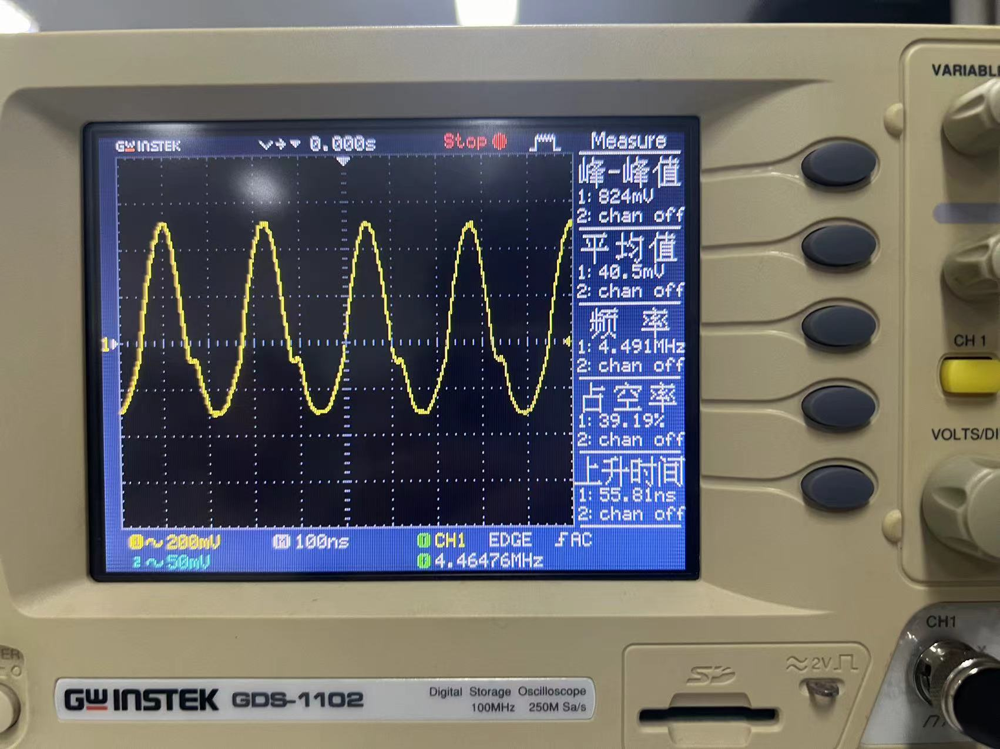 GW INSTEK 0.000s Stop Measure
峰-峰值
1: 824mV
2: chan off
平均值
1: 40.5mV
2: chan off
频 率
1: 4.491MHz
2: chan off
占空率
1: 39.19%
2: chan off
上升时间
1: 55.81ns
2: chan off
1
1 200mV M 100ns T CH1 EDGE AC
2 50mV F 4.46476MHz
VARIABL
CH 1
VOLTS/DI
CH1
ER
GW INSTEK GDS-1102
Digital Storage Oscilloscope
100MHz 250M Sa/s
SD
2V